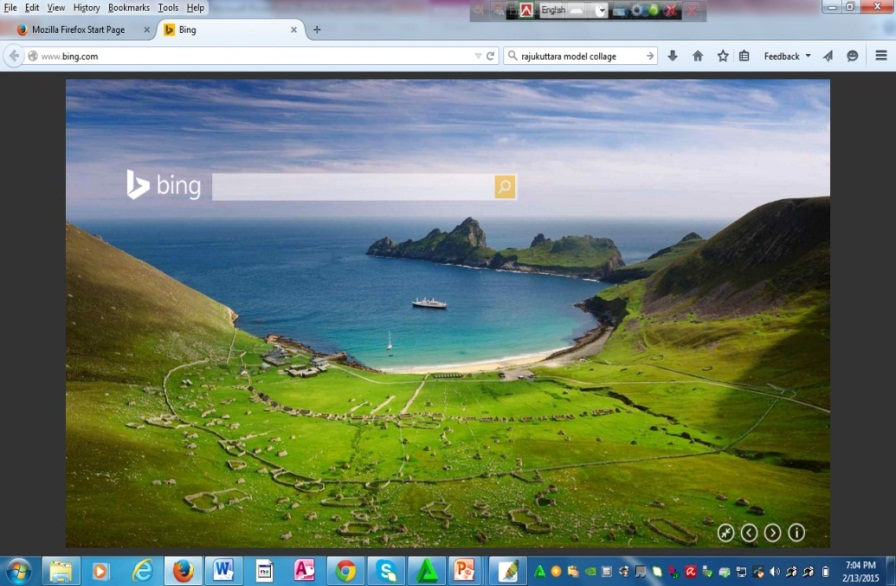 File Edit View History Bookmarks Tools Help
English
Mozilla Firefox Start Page
Bing
www.bing.com
rajukuttara model collage
Feedback
bing
7:04 PM
2/13/2015